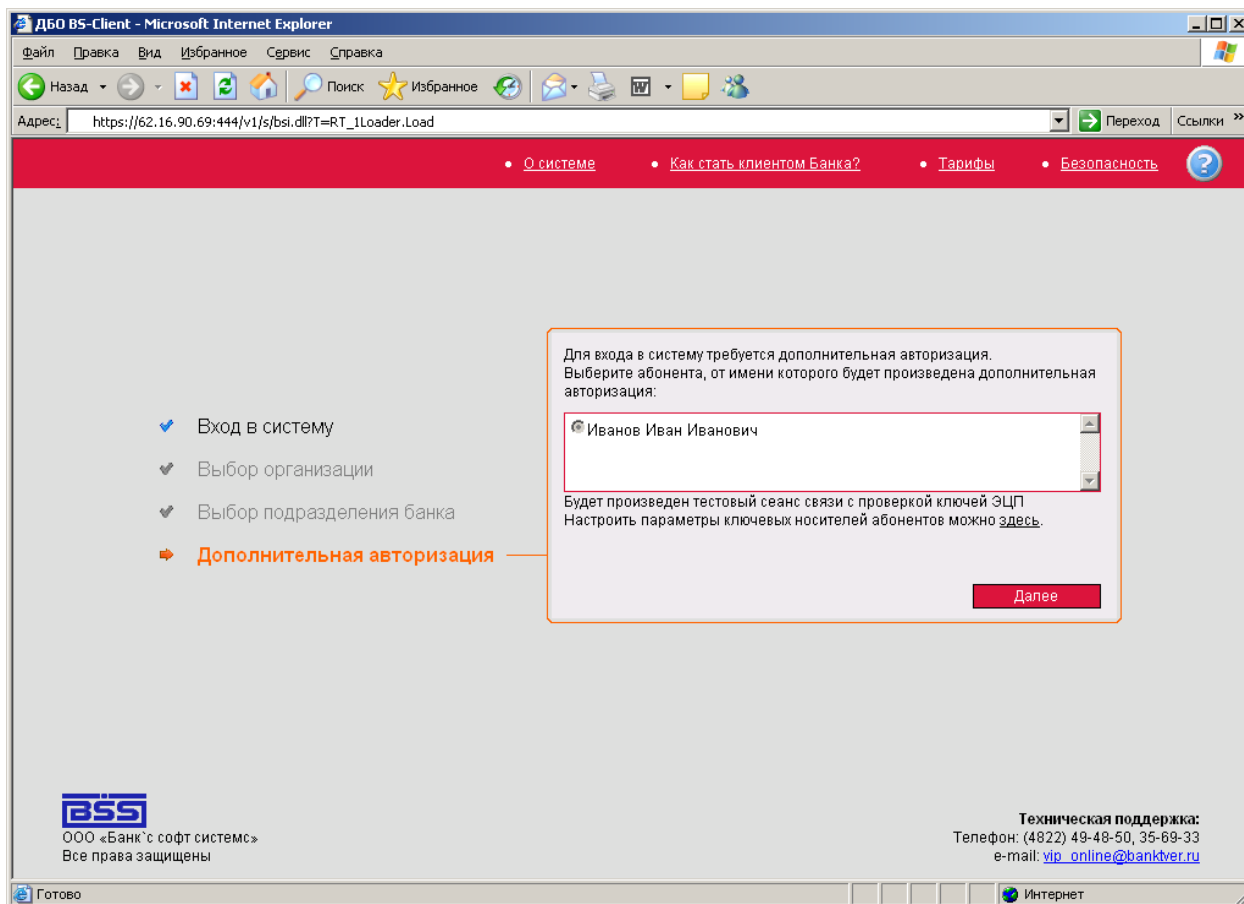 ДБО BS-Client - Microsoft Internet Explorer
Файл Правка Вид Избранное Сервис Справка
Назад Поиск Избранное
Адрес: https://62.16.90.69:444/v1/s/bsi.dll?T=RT_1Loader.Load Переход Ссылки »
• О системе • Как стать клиентом Банка? • Тарифы • Безопасность ?
Для входа в систему требуется дополнительная авторизация.
Выберите абонента, от имени которого будет произведена дополнительная
авторизация:
Иванов Иван Иванович
Будет произведен тестовый сеанс связи с проверкой ключей ЭЦП
Настроить параметры ключевых носителей абонентов можно здесь.
Далее
Вход в систему
Выбор организации
Выбор подразделения банка
Дополнительная авторизация
BSS
ООО «Банк`с софт системс»
Все права защищены
Техническая поддержка:
Телефон: (4822) 49-48-50, 35-69-33
e-mail: vip_online@banktver.ru
Готово Интернет